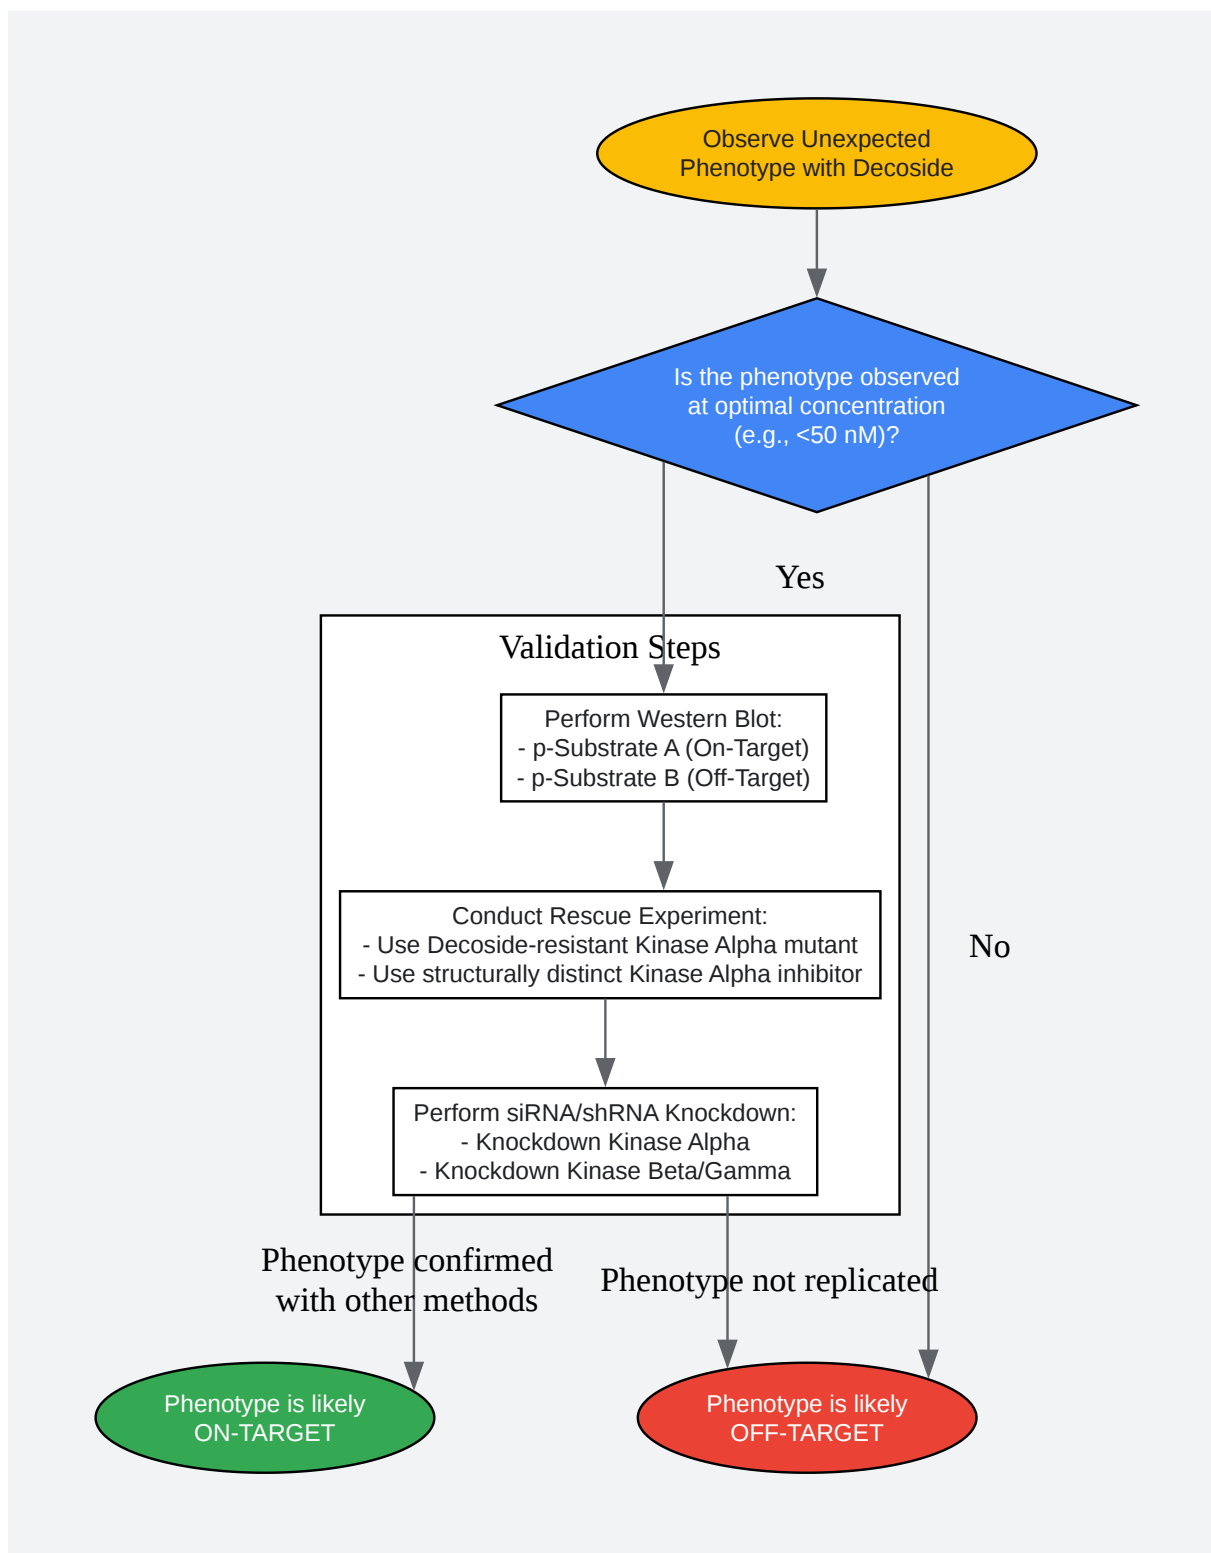 Observe Unexpected
Phenotype with Decoside
Is the phenotype observed
at optimal concentration
(e.g., <50 nM)?
Yes
Validation Steps
Perform Western Blot:
- p-Substrate A (On-Target)
- p-Substrate B (Off-Target)
Conduct Rescue Experiment:
- Use Decoside-resistant Kinase Alpha mutant
- Use structurally distinct Kinase Alpha inhibitor
No
Perform siRNA/shRNA Knockdown:
- Knockdown Kinase Alpha
- Knockdown Kinase Beta/Gamma
Phenotype confirmed
with other methods
Phenotype not replicated
Phenotype is likely
ON-TARGET
Phenotype is likely
OFF-TARGET